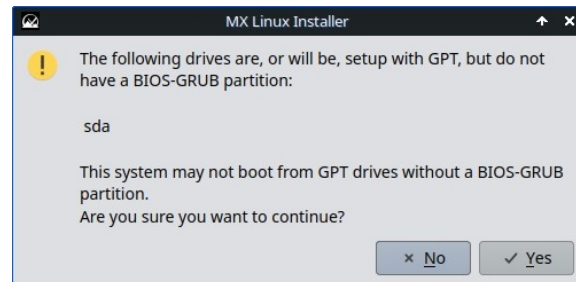 MX Linux Installer
The following drives are, or will be, setup with GPT, but do not
have a BIOS-GRUB partition:
sda
This system may not boot from GPT drives without a BIOS-GRUB
partition.
Are you sure you want to continue?
No
Yes